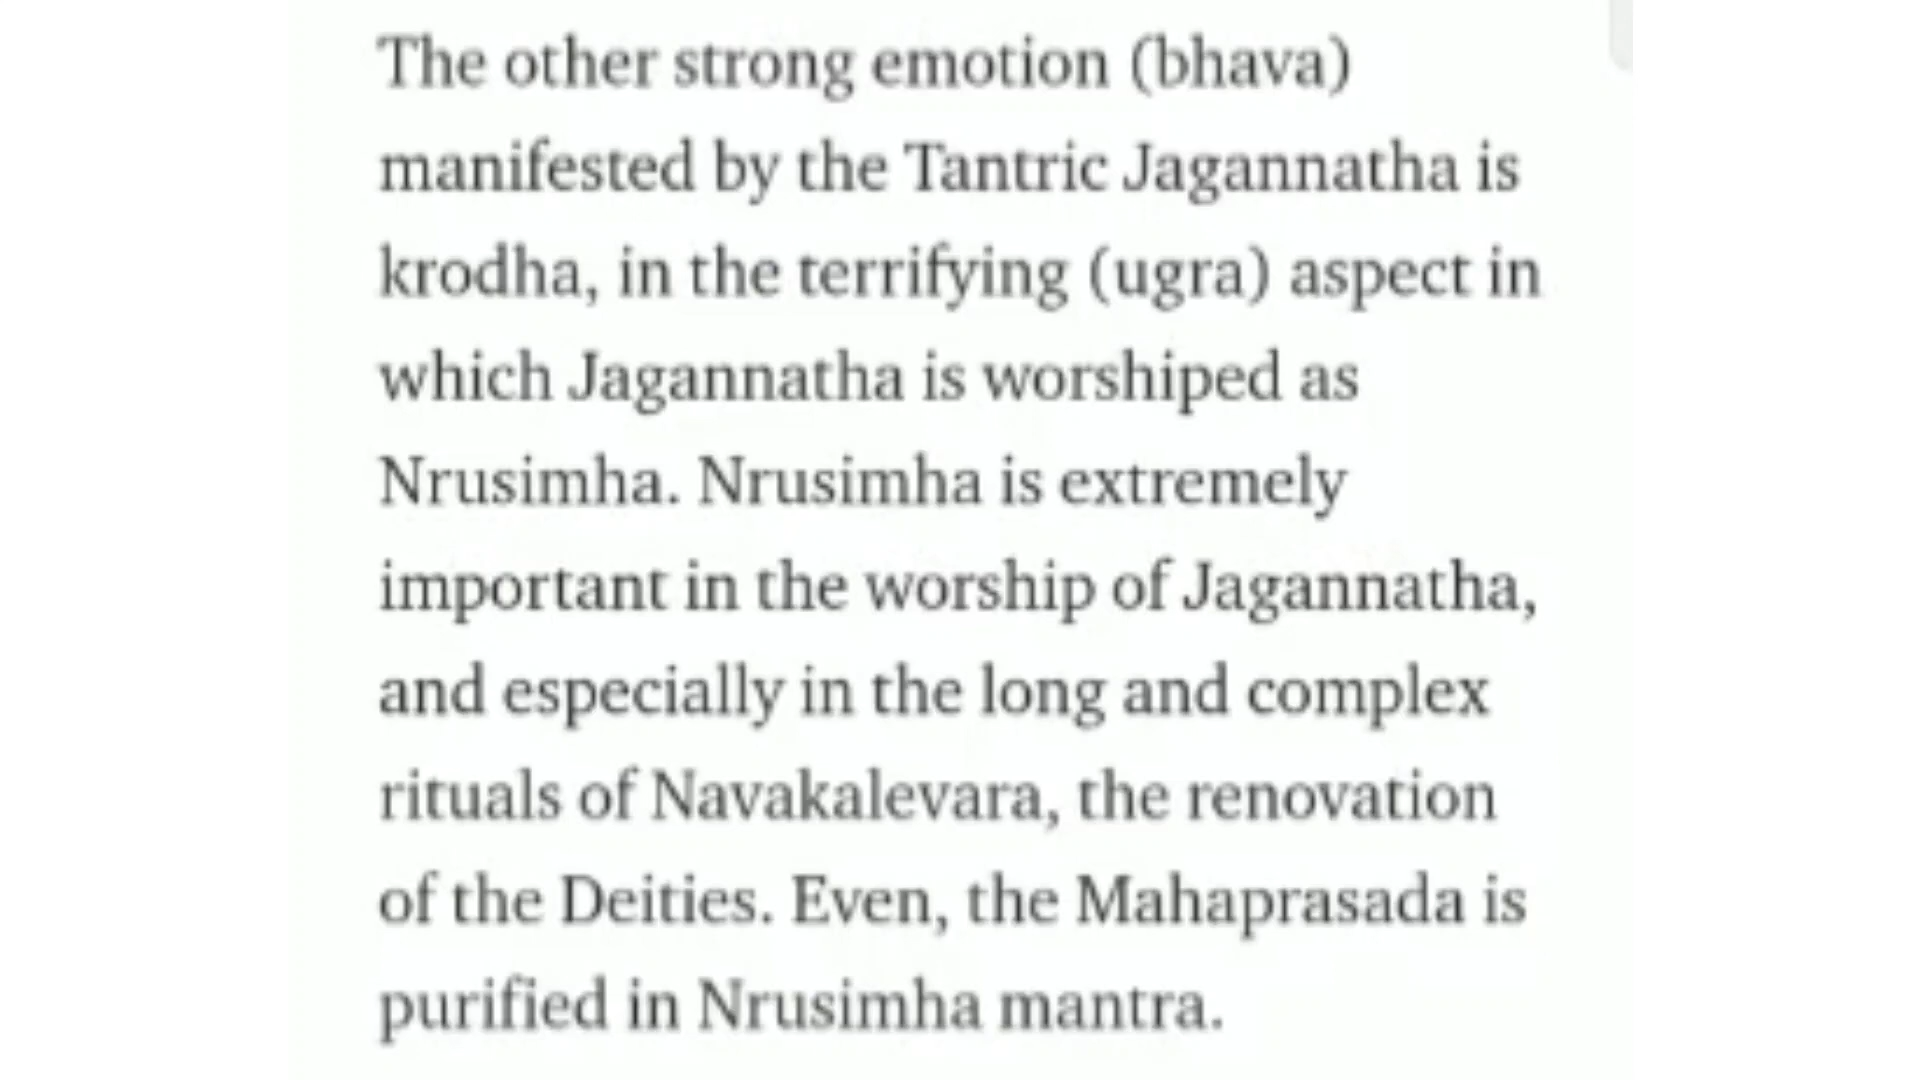 The other strong emotion (bhava)
manifested by the Tantric Jagannatha is
krodha, in the terrifying (ugra) aspect in
which Jagannatha is worshiped as
Nrusimha. Nrusimha is extremely
important in the worship of Jagannatha,
and especially in the long and complex
rituals of Navakalevara, the renovation
of the Deities. Even, the Mahaprasada is
purified in Nrusimha mantra.